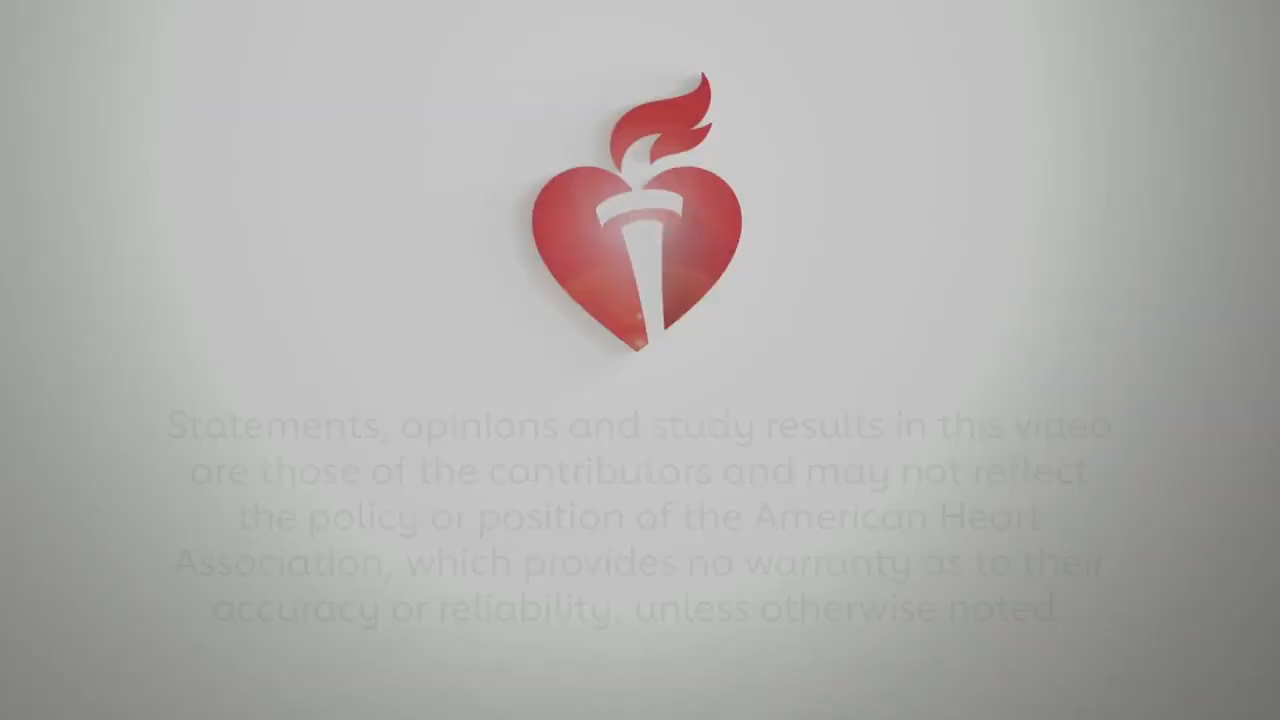 Statements, opinions and study results in this video
are those of the contributors and may not reflect
the policy or position of the American Heart
Association, which provides no warranty as to their
accuracy or reliability, unless otherwise noted.